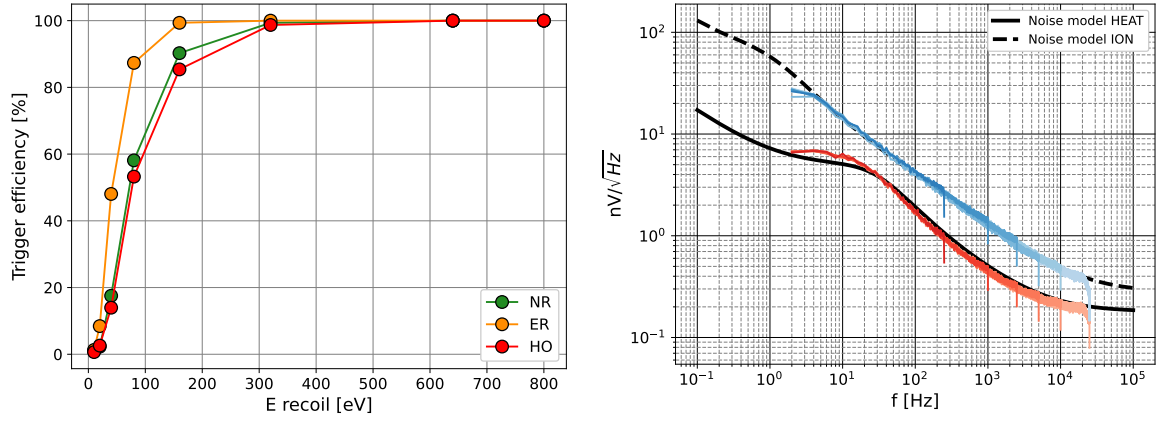 100
80
60
40
20
0
Trigger efficiency [%]
NR
ER
HO
0 100 200 300 400 500 600 700 800
E recoil [eV]
Noise model HEAT
Noise model ION
10²
10¹
10⁰
10⁻¹
nV/√Hz
10⁻¹ 10⁰ 10¹ 10² 10³ 10⁴ 10⁵
f [Hz]